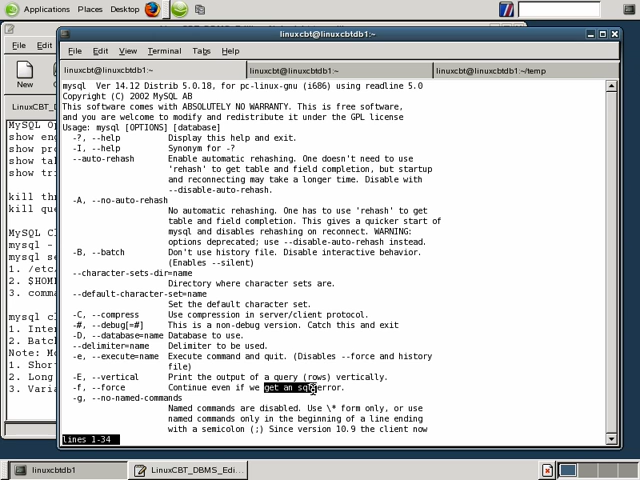 Applications Places Desktop
linuxcbt@linuxcbtdb1:~
File Edit View Terminal Tabs Help
linuxcbt@linuxcbtdb1:~ linuxcbt@linuxcbtdb1:~ linuxcbt@linuxcbtdb1:~/temp
mysql  Ver 14.12 Distrib 5.0.18, for pc-linux-gnu (i686) using readline 5.0
Copyright (C) 2002 MySQL AB
This software comes with ABSOLUTELY NO WARRANTY. This is free software,
and you are welcome to modify and redistribute it under the GPL license
Usage: mysql [OPTIONS] [database]
-?, --help Display this help and exit.
-I, --help Synonym for -?
--auto-rehash Enable automatic rehashing. One doesn't need to use
'rehash' to get table and field completion, but startup
and reconnecting may take a longer time. Disable with
--disable-auto-rehash.
-A, --no-auto-rehash
No automatic rehashing. One has to use 'rehash' to get
table and field completion. This gives a quicker start of
mysql and disables rehashing on reconnect. WARNING:
options deprecated; use --disable-auto-rehash instead.
-B, --batch Don't use history file. Disable interactive behavior.
(Enables --silent)
--character-sets-dir=name
Directory where character sets are.
--default-character-set=name
Set the default character set.
-C, --compress Use compression in server/client protocol.
-#, --debug[=#] This is a non-debug version. Catch this and exit
-D, --database=name Database to use.
--delimiter=name Delimiter to be used.
-e, --execute=name Execute command and quit. (Disables --force and history
file)
-E, --vertical Print the output of a query (rows) vertically.
-f, --force Continue even if we get an sql error.
-g, --no-named-commands
Named commands are disabled. Use \* form only, or use
named commands only in the beginning of a line ending
with a semicolon (;) Since version 10.9 the client now
lines 1-34
File Edit
New
LinuxCBT_D
MySQL O
show en
show pr
show ta
show tri
kill th
kill que
MySQL C
mysql -
mysql se
1. /etc
2. $HOM
3. comma
mysql c
1. Inter
2. Batc
Note: M
1. Short
2. Long
3. Varia
linuxcbtdb1 LinuxCBT_DBMS_Edi...